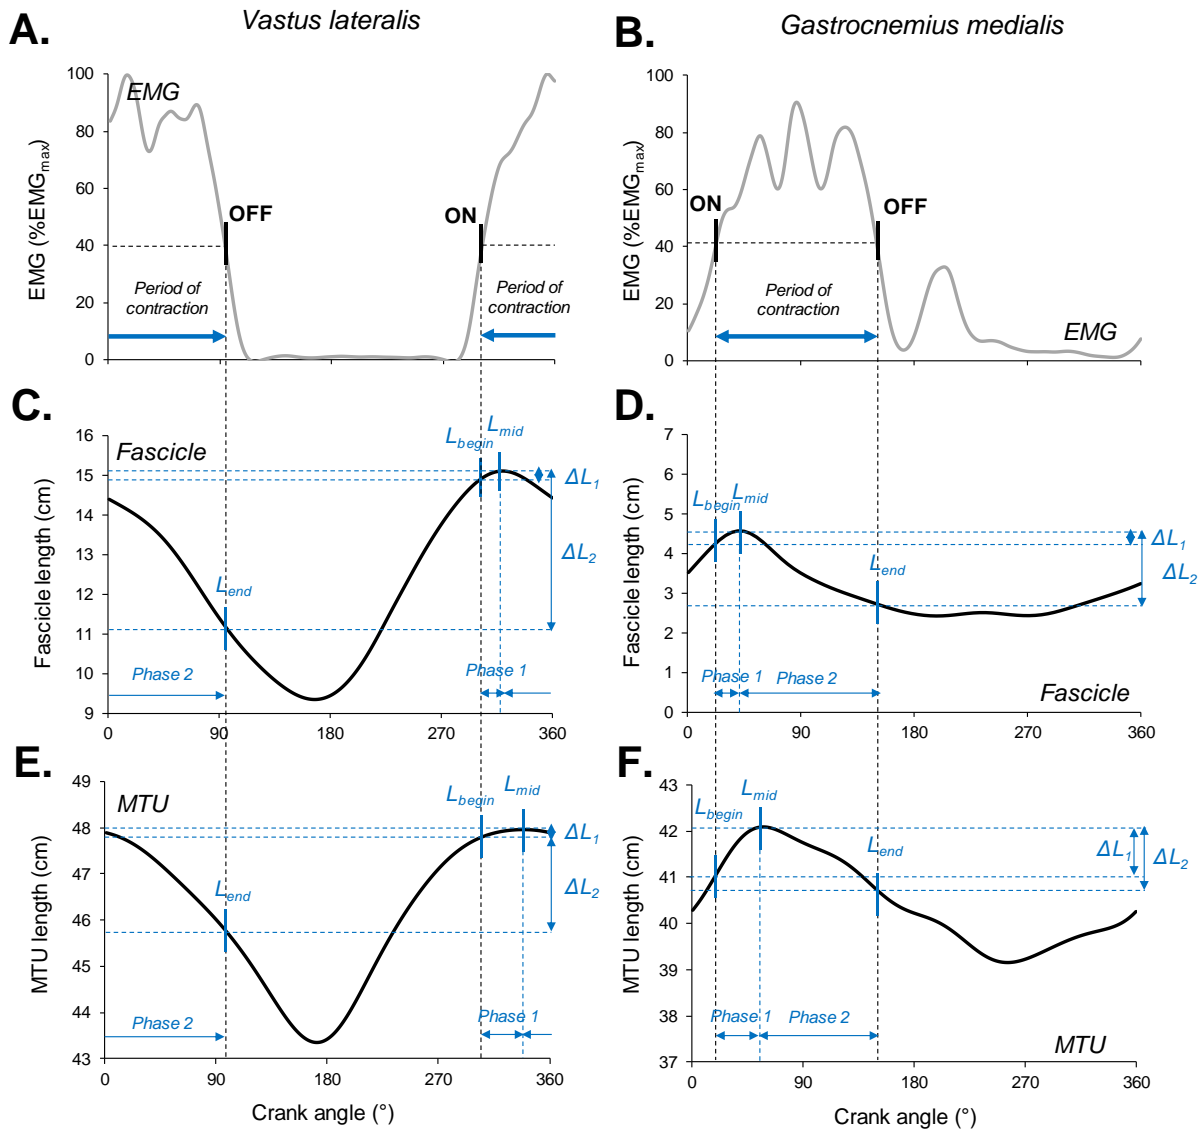 A.
Vastus lateralis
B.
Gastrocnemius medialis
EMG (%EMGmax)
100
80
60
40
20
0
EMG
OFF
ON
Period of
contraction
Period of
contraction
EMG (%EMGmax)
100
80
60
40
20
0
ON
OFF
Period of
contraction
EMG
C.
Fascicle length (cm)
16
15
14
13
12
11
10
9
Fascicle
Lbegin
Lmid
ΔL1
ΔL2
Lend
Phase 2
Phase 1
0
90
180
270
360
D.
Fascicle length (cm)
7
6
5
4
3
2
1
0
Lbegin
Lmid
Lend
ΔL1
ΔL2
Phase 1
Phase 2
Fascicle
0
90
180
270
360
E.
MTU length (cm)
49
48
47
46
45
44
43
MTU
Lbegin
Lmid
ΔL1
ΔL2
Lend
Phase 2
Phase 1
0
90
180
270
360
Crank angle (°)
F.
MTU length (cm)
43
42
41
40
39
38
37
Lbegin
Lmid
Lend
ΔL1
ΔL2
Phase 1
Phase 2
MTU
0
90
180
270
360
Crank angle (°)